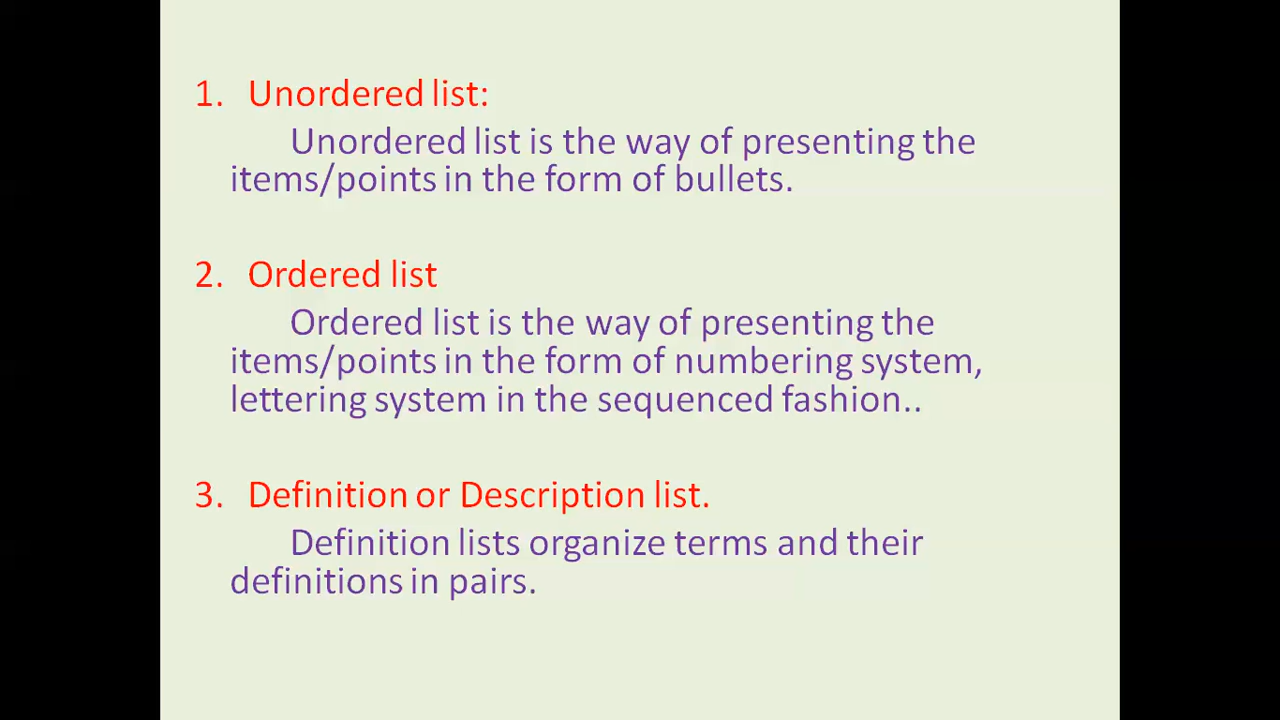 1. Unordered list:
Unordered list is the way of presenting the
items/points in the form of bullets.
2. Ordered list
Ordered list is the way of presenting the
items/points in the form of numbering system,
lettering system in the sequenced fashion..
3. Definition or Description list.
Definition lists organize terms and their
definitions in pairs.